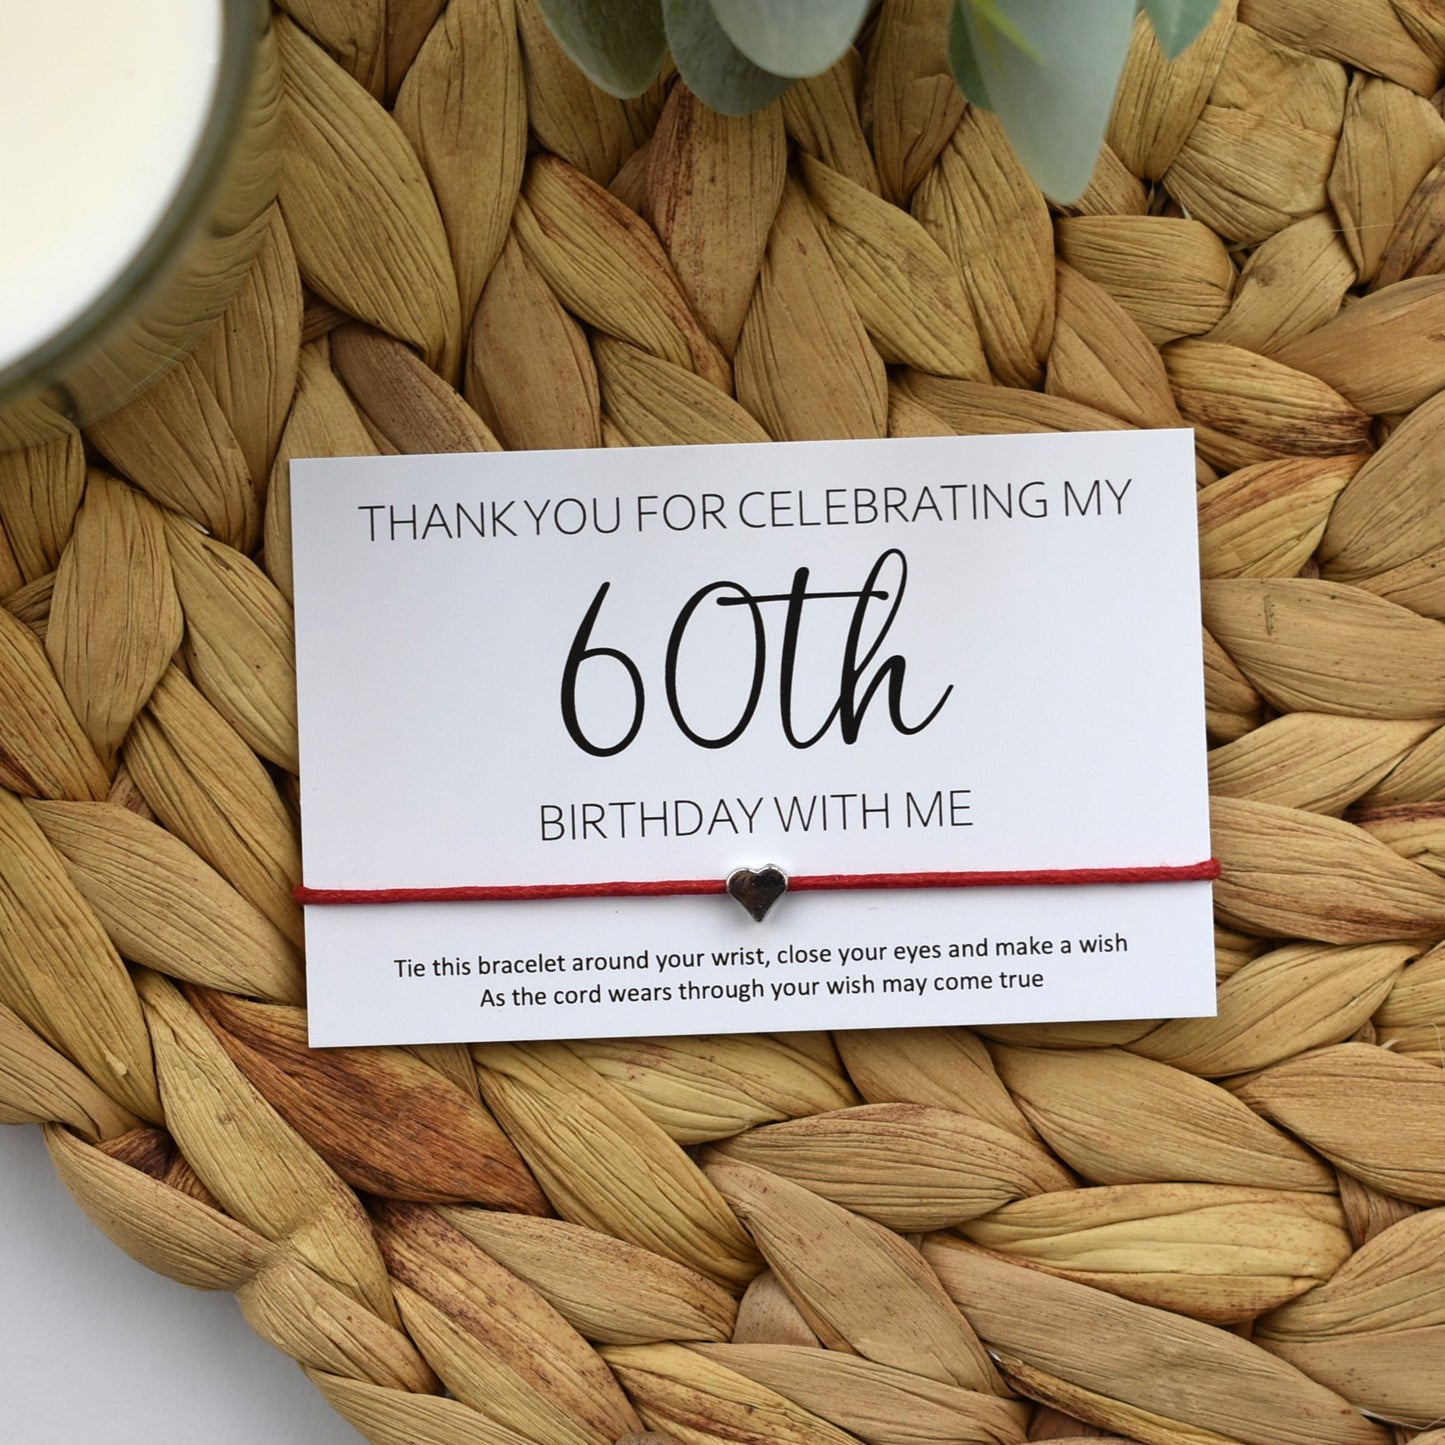 THANK YOU FOR CELEBRATING MY
60th
BIRTHDAY WITH ME
Tie this bracelet around your wrist, close your eyes and make a wish
As the cord wears through your wish may come true